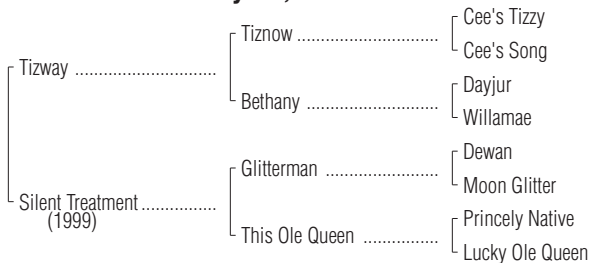 Cee's Tizzy
Tiznow
Cee's Song
Tizway
Dayjur
Bethany
Willamae
Dewan
Glitterman
Moon Glitter
Silent Treatment
(1999)
Princely Native
This Ole Queen
Lucky Ole Queen